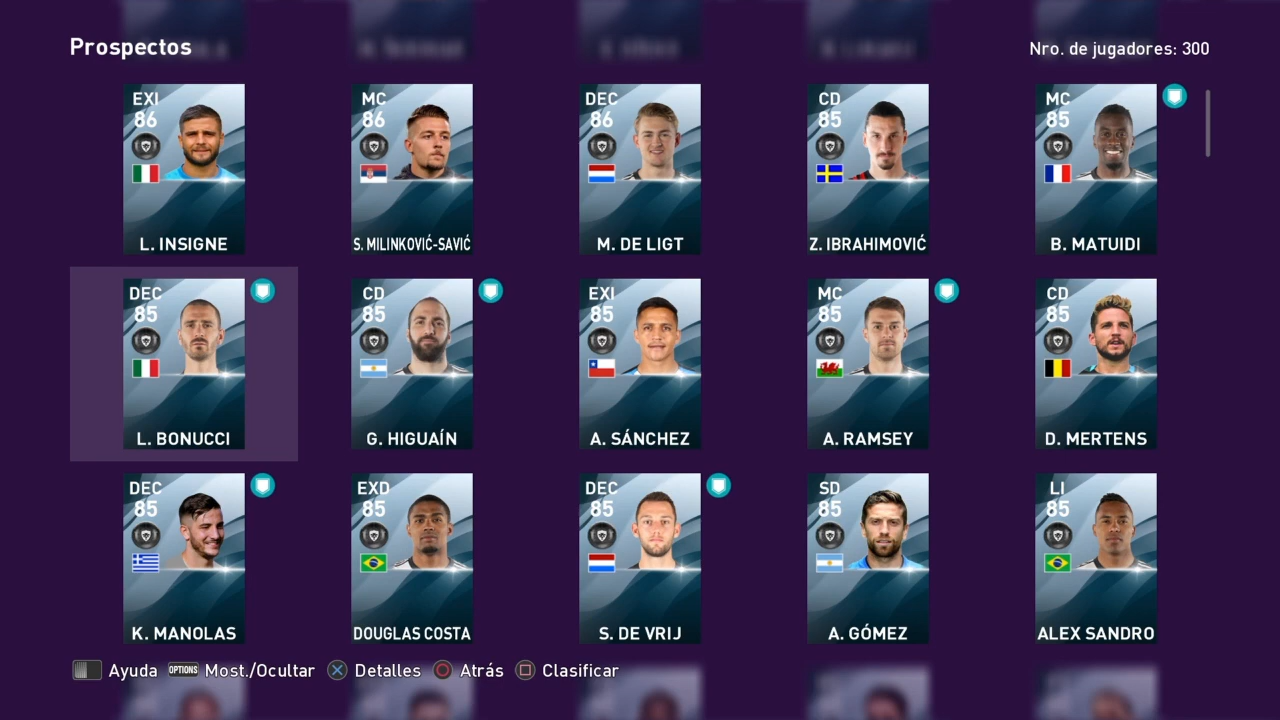 Prospectos
Nro. de jugadores: 300
EXI
86
L. INSIGNE
MC
86
S. MILINKOVIĆ-SAVIĆ
DEC
86
M. DE LIGT
CD
85
Z. IBRAHIMOVIĆ
MC
85
B. MATUIDI
DEC
85
L. BONUCCI
CD
85
G. HIGUAÍN
EXI
85
A. SÁNCHEZ
MC
85
A. RAMSEY
CD
85
D. MERTENS
DEC
85
K. MANOLAS
EXD
85
DOUGLAS COSTA
DEC
85
S. DE VRIJ
SD
85
A. GÓMEZ
LI
85
ALEX SANDRO
Ayuda OPTIONS Most./Ocultar Detalles Atrás Clasificar